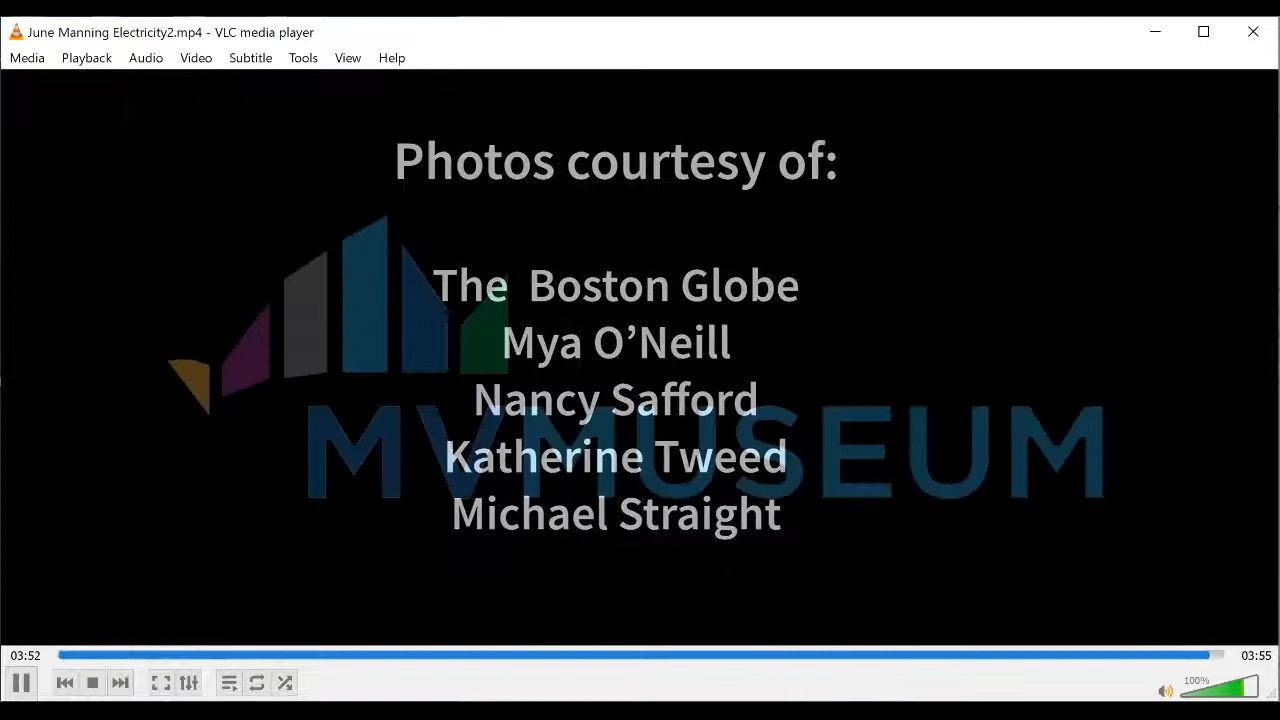 June Manning Electricity2.mp4 - VLC media player
Media Playback Audio Video Subtitle Tools View Help
Photos courtesy of:
The Boston Globe
Mya O’Neill
Nancy Safford
Katherine Tweed
Michael Straight
MVMUSEUM
03:52 03:55
100%